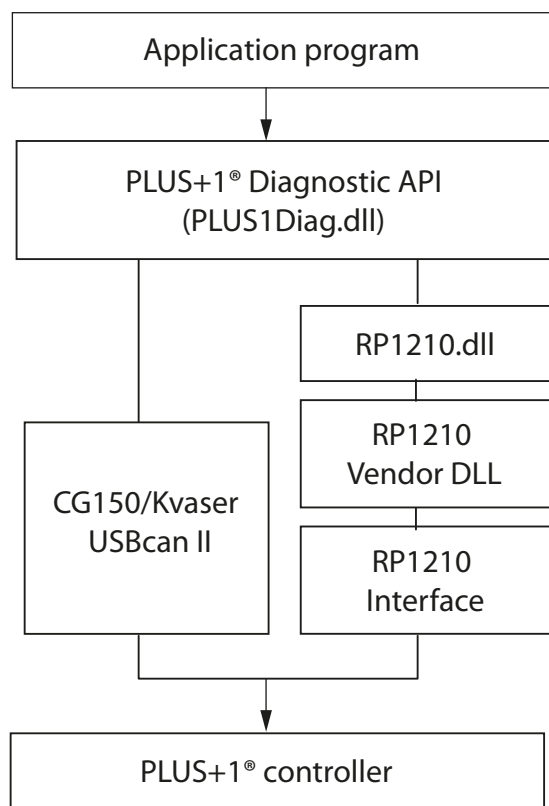 Application program
PLUS+1® Diagnostic API
(PLUS1Diag.dll)
RP1210.dll
RP1210
Vendor DLL
CG150/Kvaser
USBcan II
RP1210
Interface
PLUS+1® controller